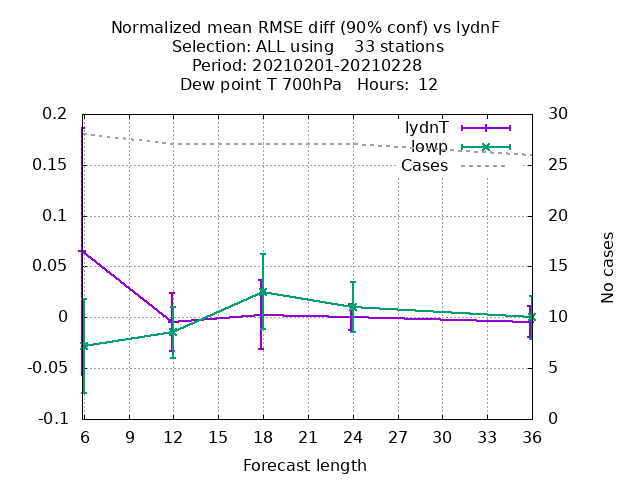 Normalized mean RMSE diff (90% conf) vs lydnF
Selection: ALL using    33 stations
Period: 20210201-20210228
Dew point T 700hPa   Hours:  12
0.2
0.15
0.1
0.05
0
-0.05
-0.1
30
25
20
15
10
5
0
lydnT
lowp
Cases
No cases
6 9 12 15 18 21 24 27 30 33 36
Forecast length